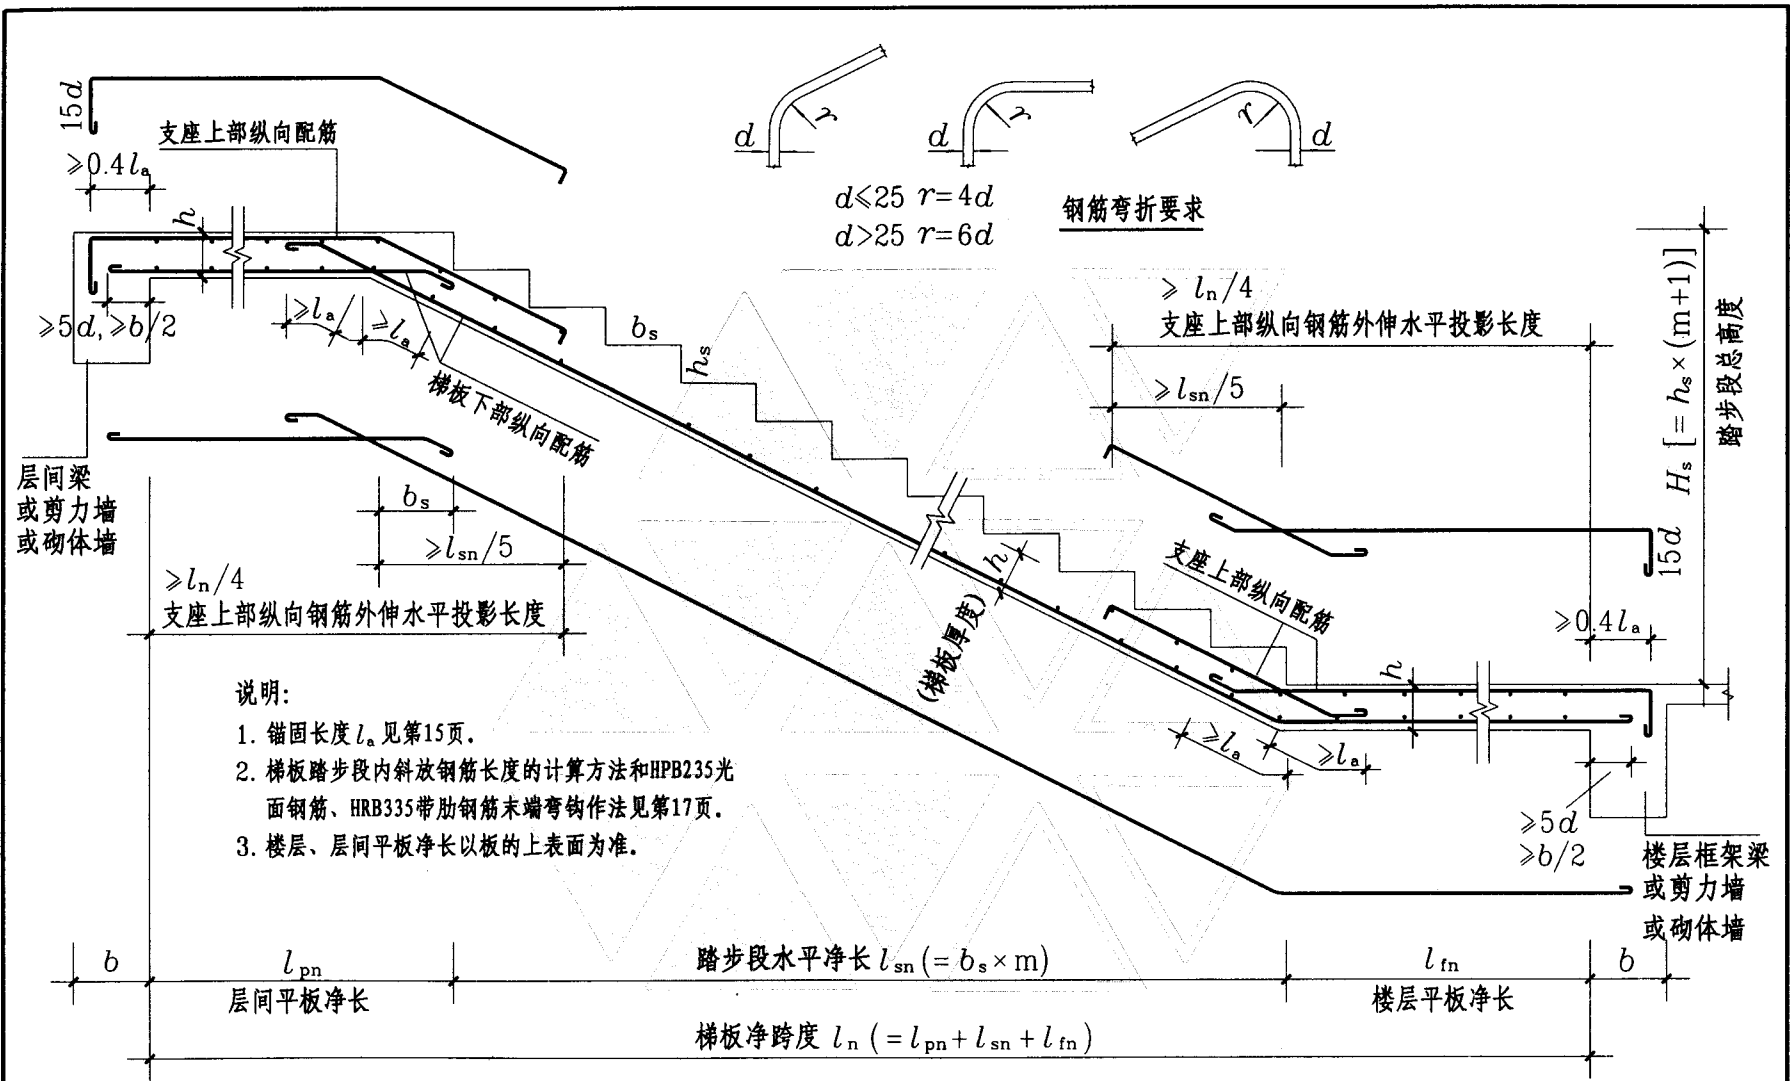 15d
支座上部纵向配筋
≥0.4lₐ
h
d
r
d
r
r
d
d≤25 r=4d
d>25 r=6d
钢筋弯折要求
≥5d, ≥b/2
≥lₐ
≥lₐ
bₛ
hₛ
梯板下部纵向配筋
≥ lₙ/4
支座上部纵向钢筋外伸水平投影长度
≥lₛₙ/5
Hₛ[=hₛ×(m+1)]
踏步段总高度
层间梁
或剪力墙
或砌体墙
bₛ
≥lₛₙ/5
≥lₙ/4
支座上部纵向钢筋外伸水平投影长度
h
(梯板厚度)
支座上部纵向配筋
15d
≥0.4lₐ
h
≥lₐ
≥lₐ
≥5d
≥b/2
楼层框架梁
或剪力墙
或砌体墙
说明:
1. 锚固长度lₐ见第15页.
2. 梯板踏步段内斜放钢筋长度的计算方法和HPB235光
面钢筋、HRB335带肋钢筋末端弯钩作法见第17页.
3. 楼层、层间平板净长以板的上表面为准.
b
lₚₙ
层间平板净长
踏步段水平净长 lₛₙ(=bₛ×m)
l_fn
楼层平板净长
b
梯板净跨度 lₙ (=lₚₙ+lₛₙ+l_fn)